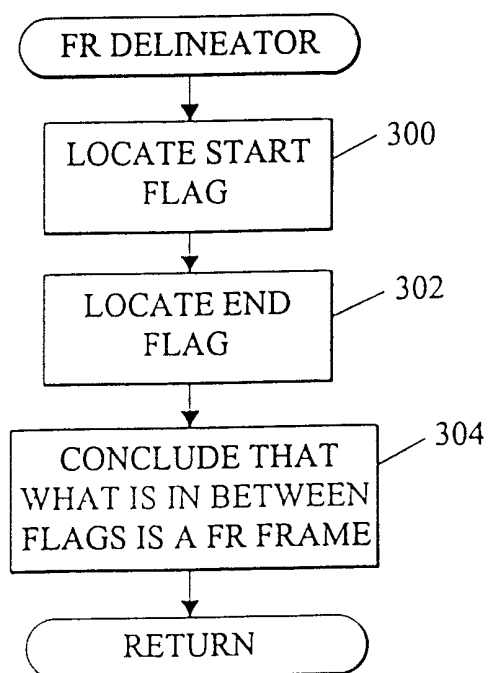 FR DELINEATOR
LOCATE START
FLAG
300
LOCATE END
FLAG
302
CONCLUDE THAT
WHAT IS IN BETWEEN
FLAGS IS A FR FRAME
304
RETURN